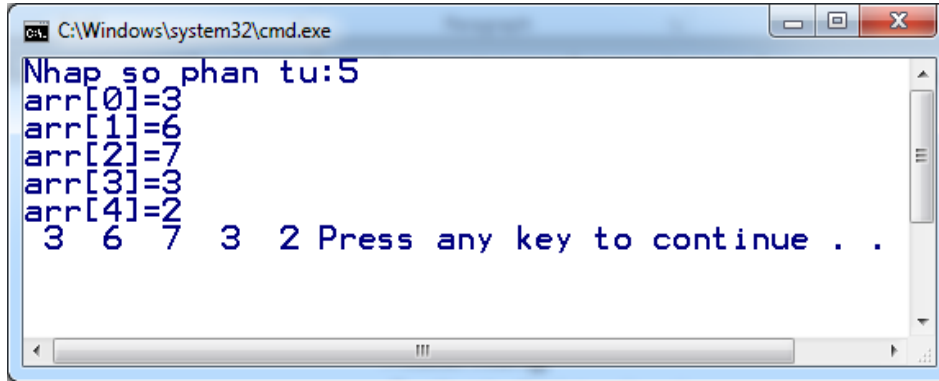 C:\Windows\system32\cmd.exe
Nhap so phan tu:5
arr[0]=3
arr[1]=6
arr[2]=7
arr[3]=3
arr[4]=2
3 6 7 3 2 Press any key to continue . .